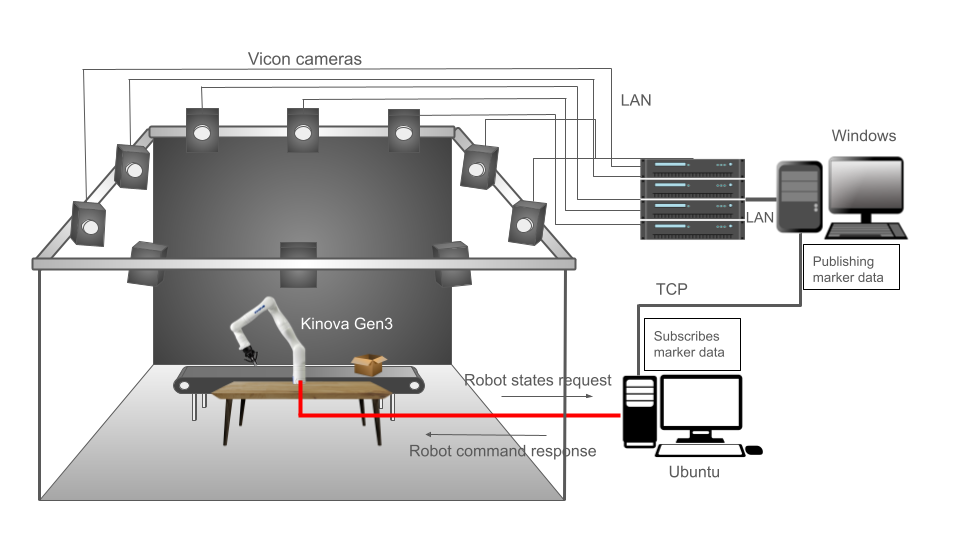 Vicon cameras
LAN
Windows
LAN
Publishing
marker data
TCP
Kinova Gen3
Subscribes
marker data
Robot states request
Robot command response
Ubuntu